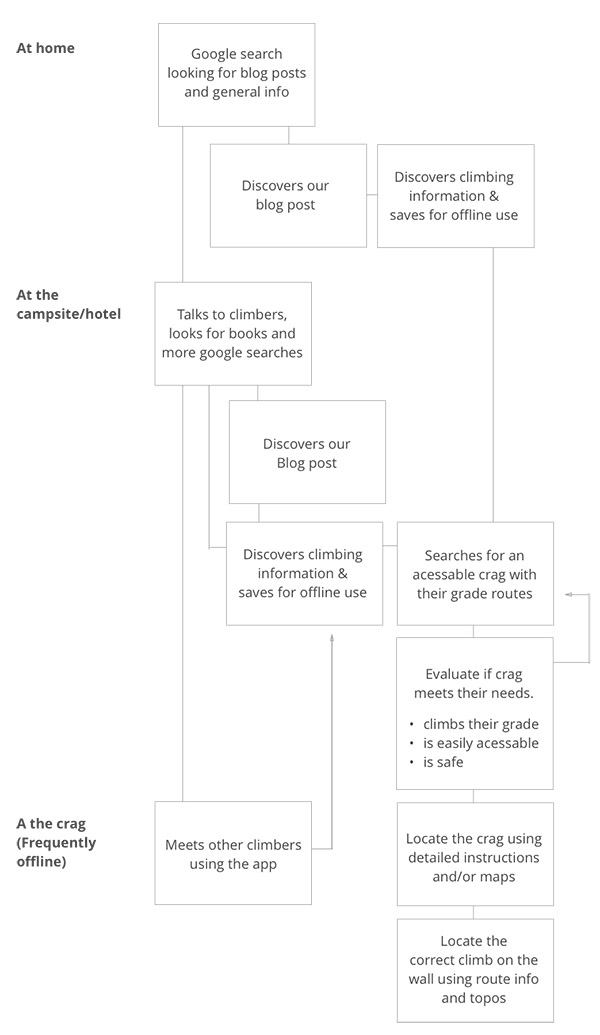 At home
Google search
looking for blog posts
and general info
Discovers our
blog post
Discovers climbing
information &
saves for offline use
At the
campsite/hotel
Talks to climbers,
looks for books and
more google searches
Discovers our
Blog post
Discovers climbing
information &
saves for offline use
Searches for an
acessable crag with
their grade routes
Evaluate if crag
meets their needs.
• climbs their grade
• is easily acessable
• is safe
A the crag
(Frequently
offline)
Meets other climbers
using the app
Locate the crag using
detailed instructions
and/or maps
Locate the
correct climb on the
wall using route info
and topos